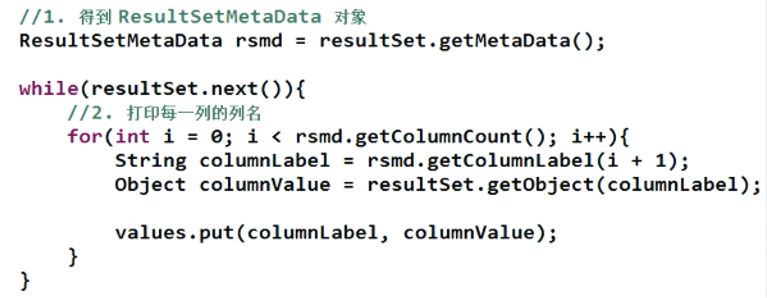 //1. 得到 ResultSetMetaData 对象
ResultSetMetaData rsmd = resultSet.getMetaData();
while(resultSet.next()){
//2. 打印每一列的列名
for(int i = 0; i < rsmd.getColumnCount(); i++){
String columnLabel = rsmd.getColumnLabel(i + 1);
Object columnValue = resultSet.getObject(columnLabel);
values.put(columnLabel, columnValue);
}
}